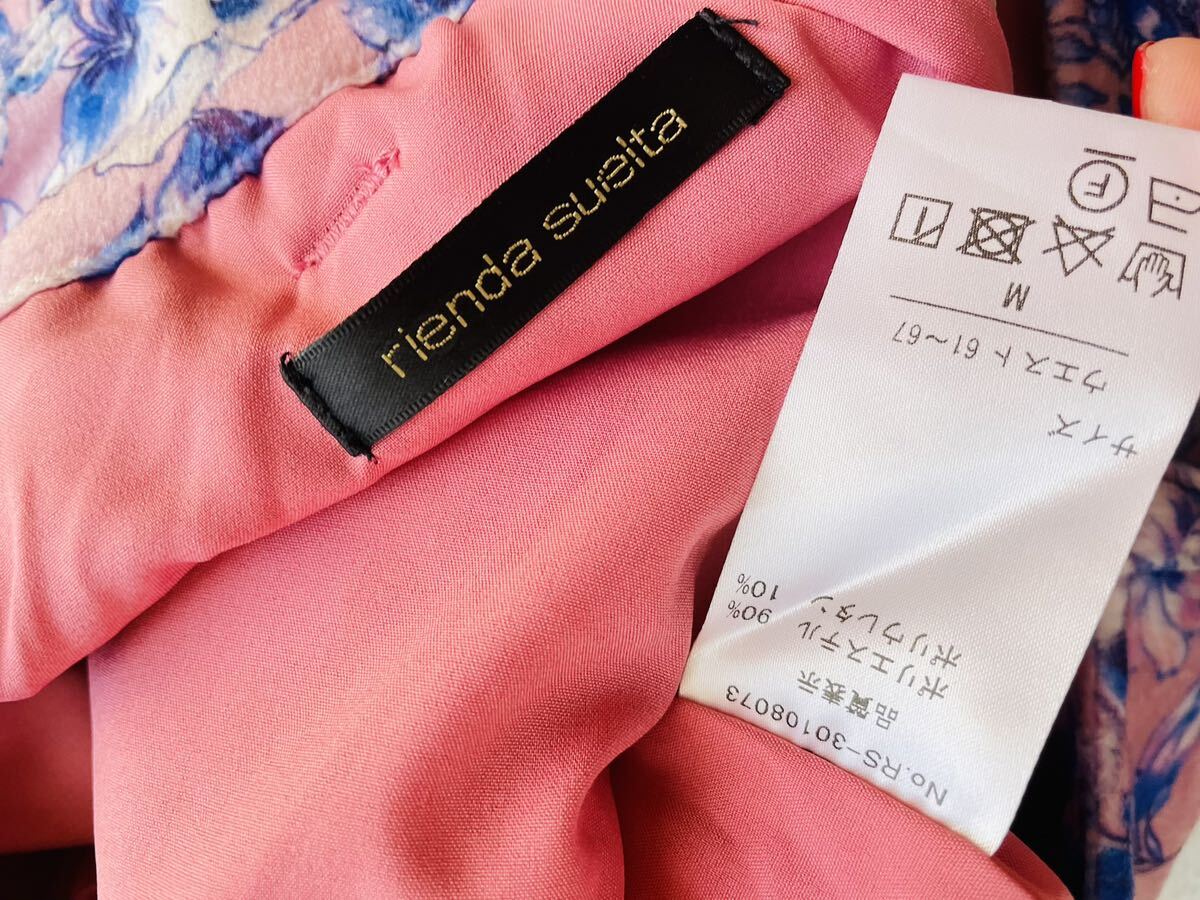 rienda suelta
No.RS-30108073
品質表示
ポリエステル 90%
ポリウレタン 10%
サイズ
ウエスト 61～67
M
F